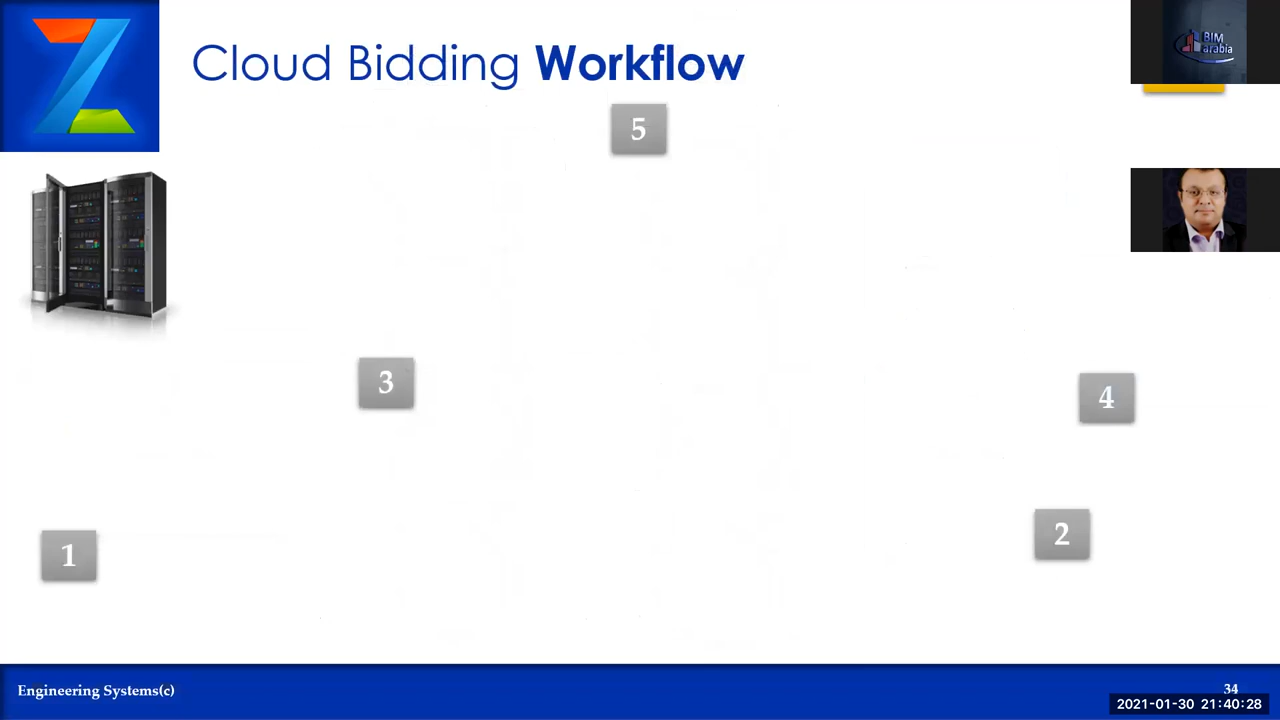 Cloud Bidding Workflow
BIM
arabia
5
3
4
2
1
Engineering Systems(c)
34
2021-01-30 21:40:28